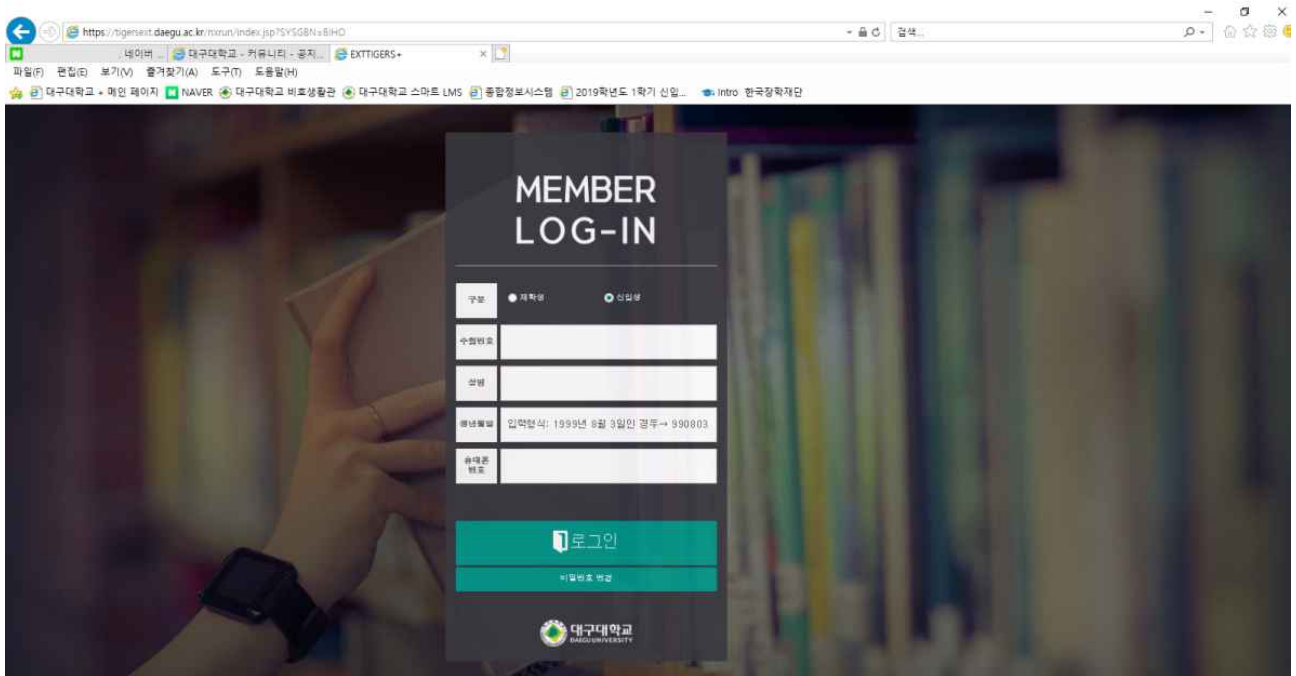 https://tigersext.daegu.ac.kr/nxrun/index.jsp?SYSGBN=BIHO
검색...
네이버 ...
대구대학교 - 커뮤니티 - 공지...
EXTTIGERS+
파일(F) 편집(E) 보기(V) 즐겨찾기(A) 도구(T) 도움말(H)
대구대학교 + 메인 페이지 NAVER 대구대학교 비호생활관 대구대학교 스마트 LMS 종합정보시스템 2019학년도 1학기 신입... Intro 한국장학재단
MEMBER
LOG-IN
구분 재학생 신입생
수험번호
성명
생년월일 입력형식: 1999년 8월 3일인 경우→ 990803
휴대폰
번호
로그인
비밀번호 변경
대구대학교
DAEGU UNIVERSITY